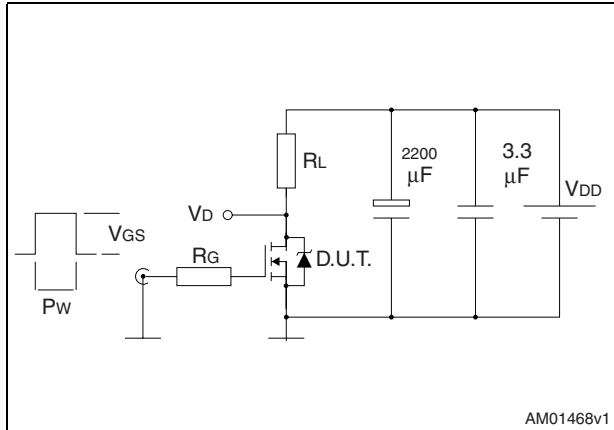 RL
2200
μF
3.3
μF
VDD
VD
VGS
RG
D.U.T.
PW
AM01468v1